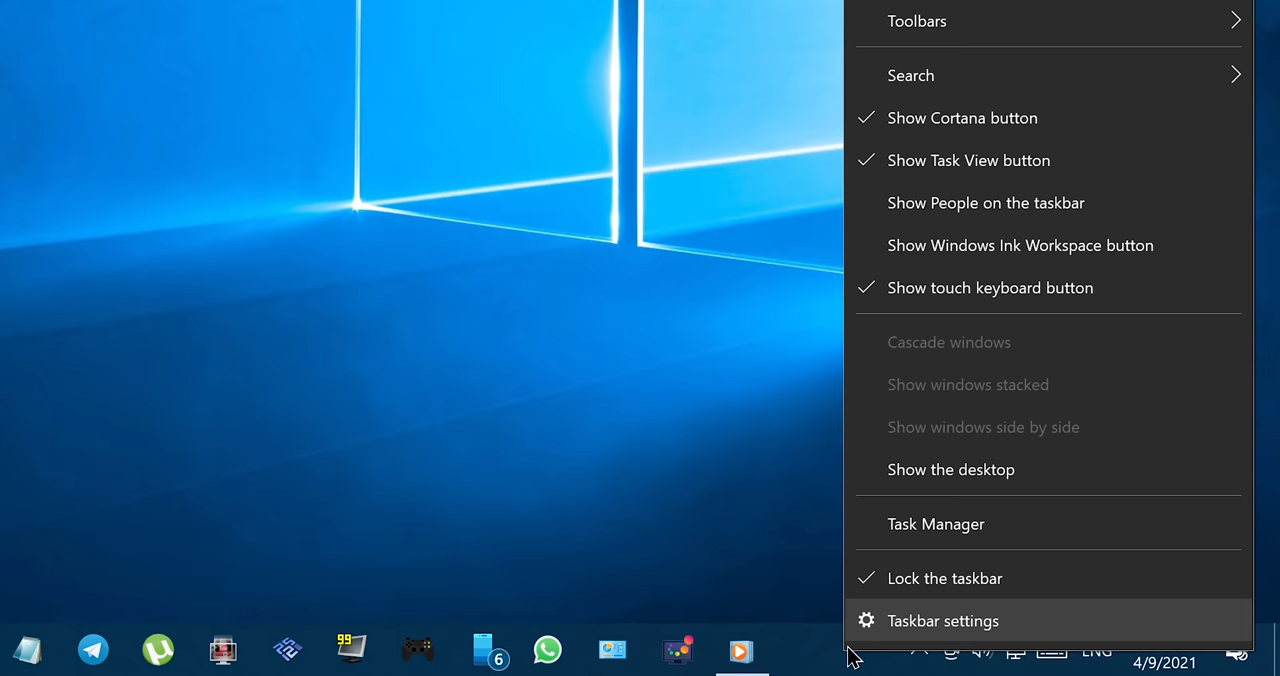 Toolbars
Search
Show Cortana button
Show Task View button
Show People on the taskbar
Show Windows Ink Workspace button
Show touch keyboard button
Cascade windows
Show windows stacked
Show windows side by side
Show the desktop
Task Manager
Lock the taskbar
Taskbar settings
99
6
ENG
4/9/2021